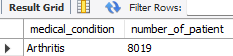 Result Grid Filter Rows:
medical_condition number_of_patient
Arthritis 8019